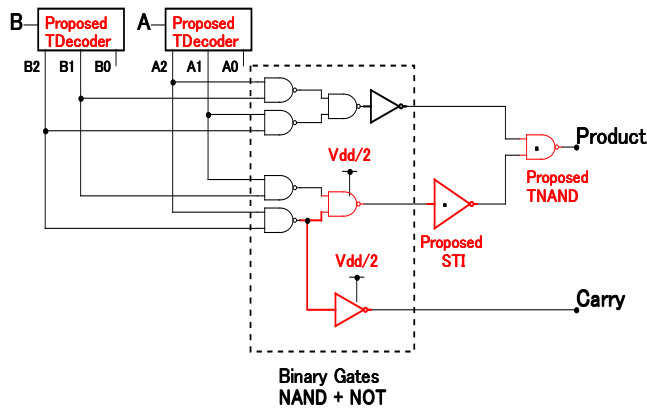 B
Proposed
TDecoder
A
Proposed
TDecoder
B2
B1
B0
A2
A1
A0
Vdd/2
Product
Proposed
TNAND
Proposed
STI
Vdd/2
Carry
Binary Gates
NAND + NOT